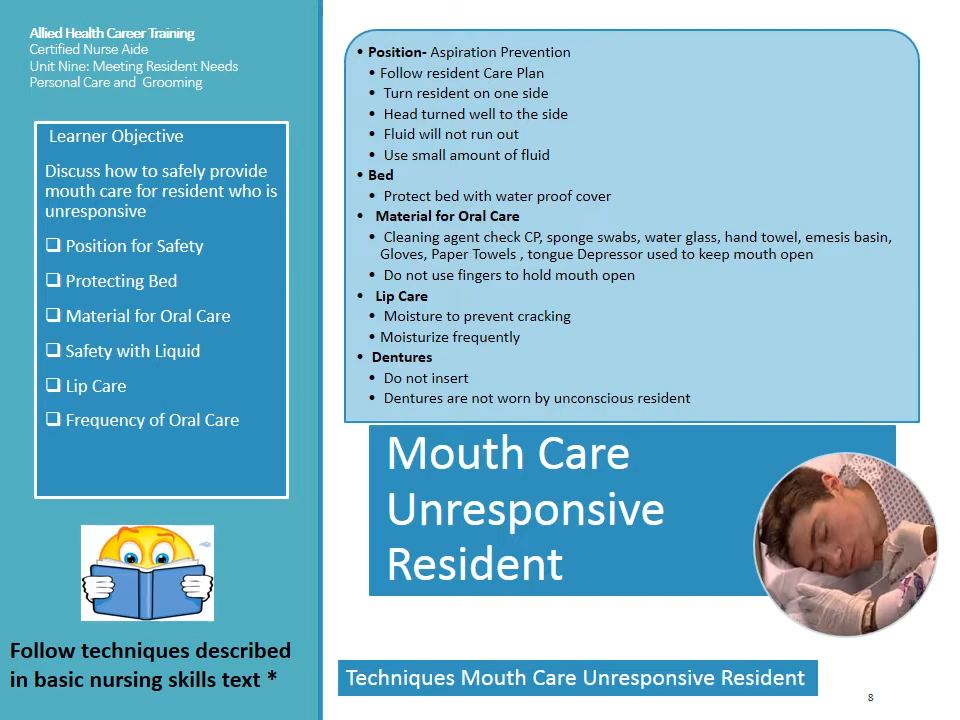 Allied Health Career Training
Certified Nurse Aide
Unit Nine: Meeting Resident Needs
Personal Care and  Grooming
Learner Objective
Discuss how to safely provide
mouth care for resident who is
unresponsive
❑ Position for Safety
❑ Protecting Bed
❑ Material for Oral Care
❑ Safety with Liquid
❑ Lip Care
❑ Frequency of Oral Care
Follow techniques described
in basic nursing skills text *
• Position- Aspiration Prevention
• Follow resident Care Plan
• Turn resident on one side
• Head turned well to the side
• Fluid will not run out
• Use small amount of fluid
• Bed
• Protect bed with water proof cover
• Material for Oral Care
• Cleaning agent check CP, sponge swabs, water glass, hand towel, emesis basin,
Gloves, Paper Towels , tongue Depressor used to keep mouth open
• Do not use fingers to hold mouth open
• Lip Care
• Moisture to prevent cracking
• Moisturize frequently
• Dentures
• Do not insert
• Dentures are not worn by unconscious resident
Mouth Care
Unresponsive
Resident
Techniques Mouth Care Unresponsive Resident
8